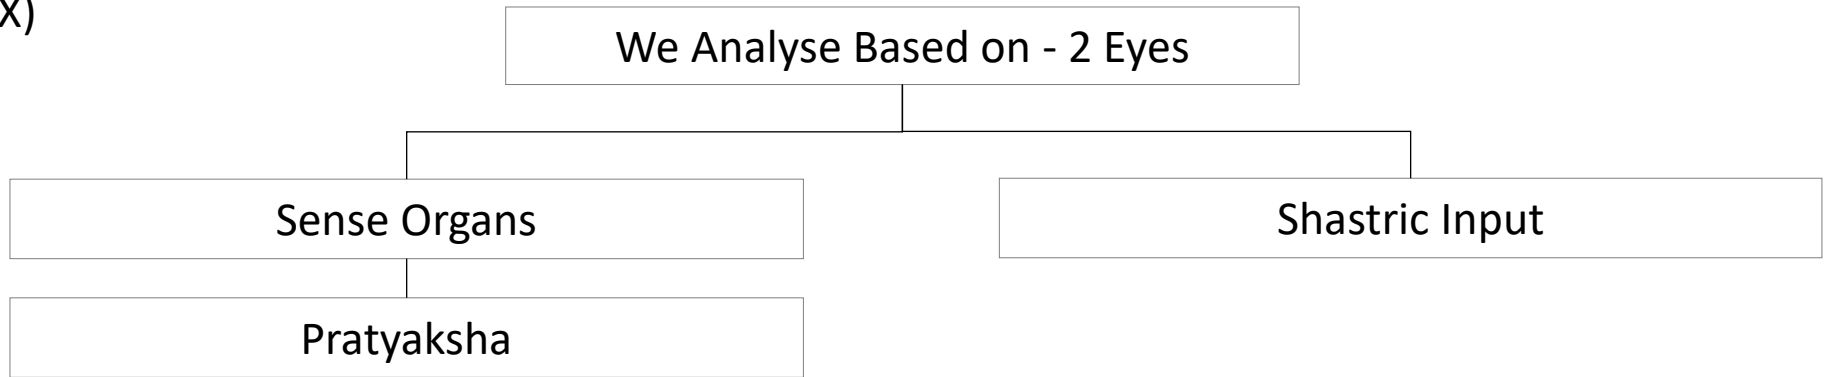 X)
We Analyse Based on - 2 Eyes
Sense Organs
Shastric Input
Pratyaksha